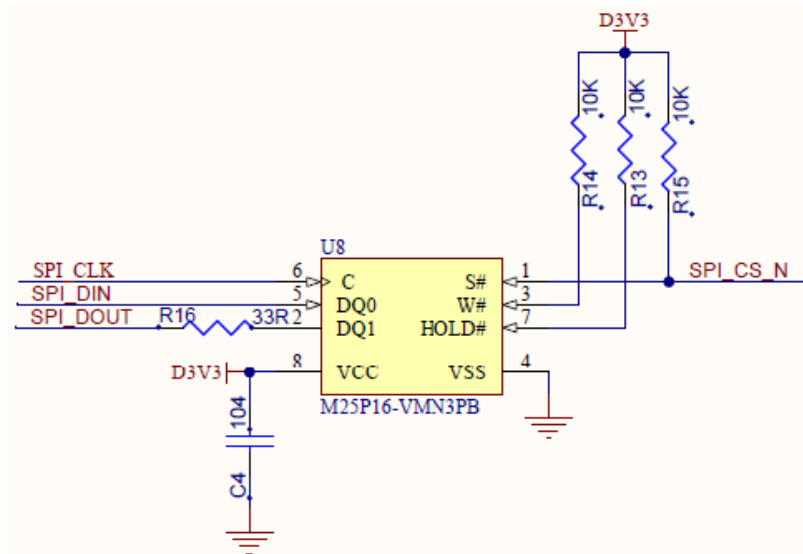 D3V3
10K
10K
10K
R14
R13
R15
U8
SPI_CLK
6
C
S#
1
SPI_CS_N
SPI_DIN
5
DQ0
W#
3
SPI_DOUT
R16
33R
2
DQ1
HOLD#
7
D3V3
8
VCC
VSS
4
M25P16-VMN3PB
104
C4